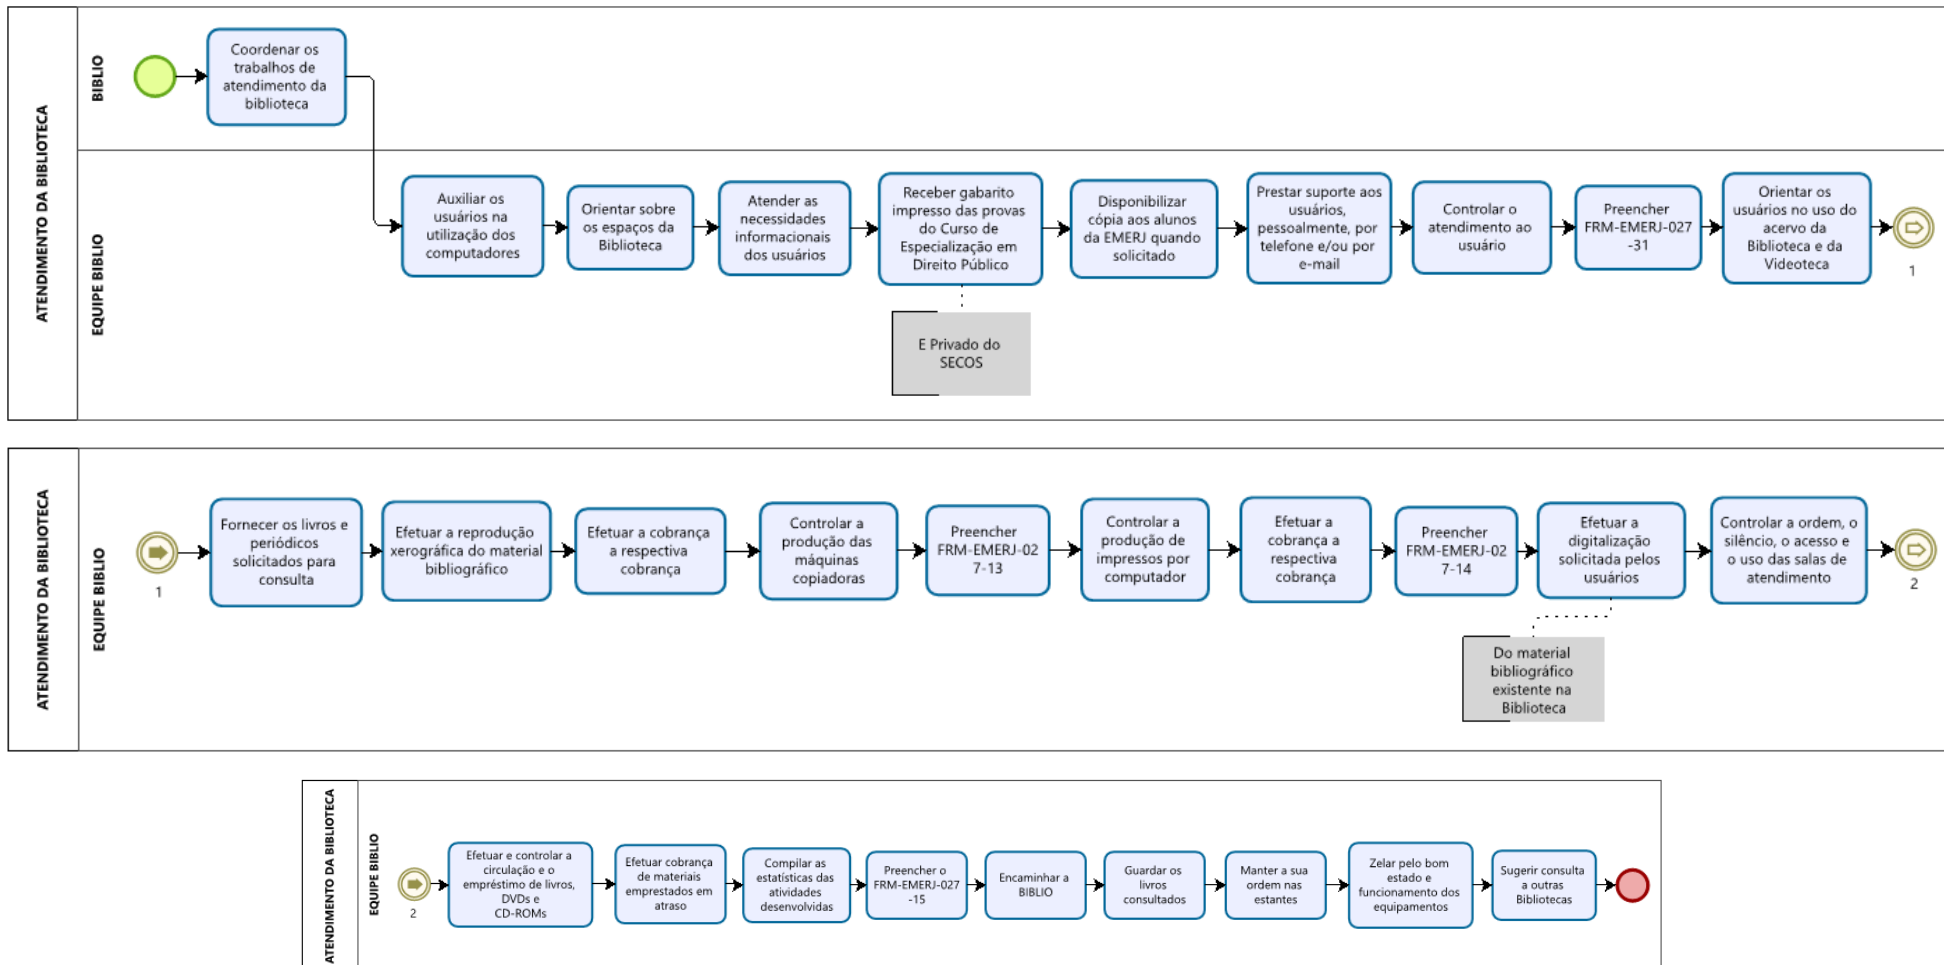 ATENDIMENTO DA BIBLIOTECA
BIBLIO
Coordenar os
trabalhos de
atendimento da
biblioteca
EQUIPE BIBLIO
Auxiliar os
usuários na
utilização dos
computadores
Orientar sobre
os espaços da
Biblioteca
Atender as
necessidades
informacionais
dos usuários
Receber gabarito
impresso das provas
do Curso de
Especialização em
Direito Público
E Privado do
SECOS
Disponibilizar
cópia aos alunos
da EMERJ quando
solicitado
Prestar suporte aos
usuários,
pessoalmente, por
telefone e/ou por
e-mail
Controlar o
atendimento ao
usuário
Preencher
FRM-EMERJ-027
-31
Orientar os
usuários no uso do
acervo da
Biblioteca e da
Videoteca
1
ATENDIMENTO DA BIBLIOTECA
EQUIPE BIBLIO
1
Fornecer os livros e
periódicos
solicitados para
consulta
Efetuar a reprodução
xerográfica do material
bibliográfico
Efetuar a cobrança
a respectiva
cobrança
Controlar a
produção das
máquinas
copiadoras
Preencher
FRM-EMERJ-02
7-13
Controlar a
produção de
impressos por
computador
Efetuar a
cobrança a
respectiva
cobrança
Preencher
FRM-EMERJ-02
7-14
Efetuar a
digitalização
solicitada pelos
usuários
Do material
bibliográfico
existente na
Biblioteca
Controlar a ordem, o
silêncio, o acesso e
o uso das salas de
atendimento
2
ATENDIMENTO DA BIBLIOTECA
EQUIPE BIBLIO
2
Efetuar e controlar a
circulação e o
empréstimo de livros,
DVDs e
CD-ROMs
Efetuar cobrança
de materiais
emprestados em
atraso
Compilar as
estatísticas das
atividades
desenvolvidas
Preencher o
FRM-EMERJ-027
-15
Encaminhar a
BIBLIO
Guardar os
livros
consultados
Manter a sua
ordem nas
estantes
Zelar pelo bom
estado e
funcionamento dos
equipamentos
Sugerir consulta
a outras
Bibliotecas